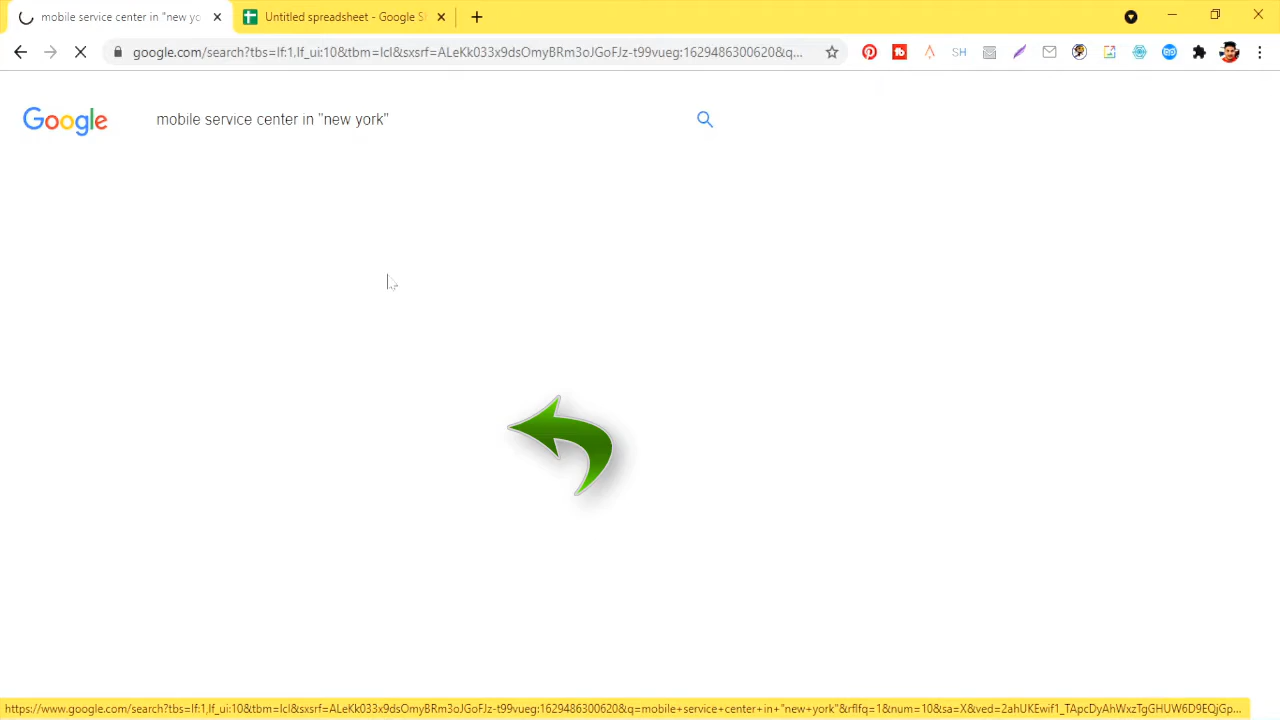 mobile service center in "new yo
Untitled spreadsheet - Google S
google.com/search?tbs=lf:1,lf_ui:10&tbm=lcl&sxsrf=ALeKk033x9dsOmyBRm3oJGoFJz-t99vueg:1629486300620&q...
SH
Google
mobile service center in "new york"
https://www.google.com/search?tbs=lf:1,lf_ui:10&tbm=lcl&sxsrf=ALeKk033x9dsOmyBRm3oJGoFJz-t99vueg:1629486300620&q=mobile+service+center+in+"new+york"&rflfq=1&num=10&sa=X&ved=2ahUKEwif1_TApcDyAhWxzTgGHUW6D9EQjGp...